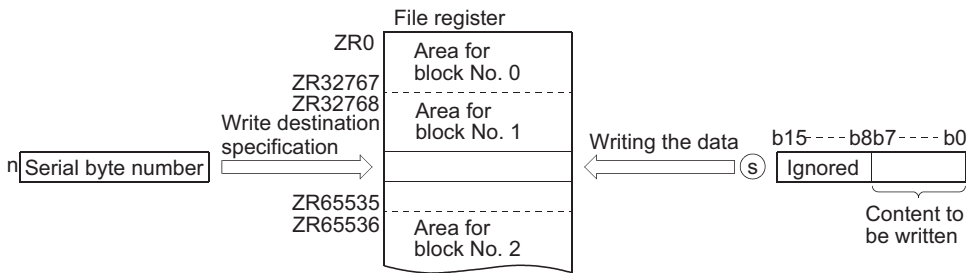 File register
ZR0
Area for
block No. 0
ZR32767
ZR32768
Area for
block No. 1
Write destination
specification
Writing the data
b15----b8b7----b0
n Serial byte number
s Ignored
ZR65535
Content to
be written
ZR65536
Area for
block No. 2